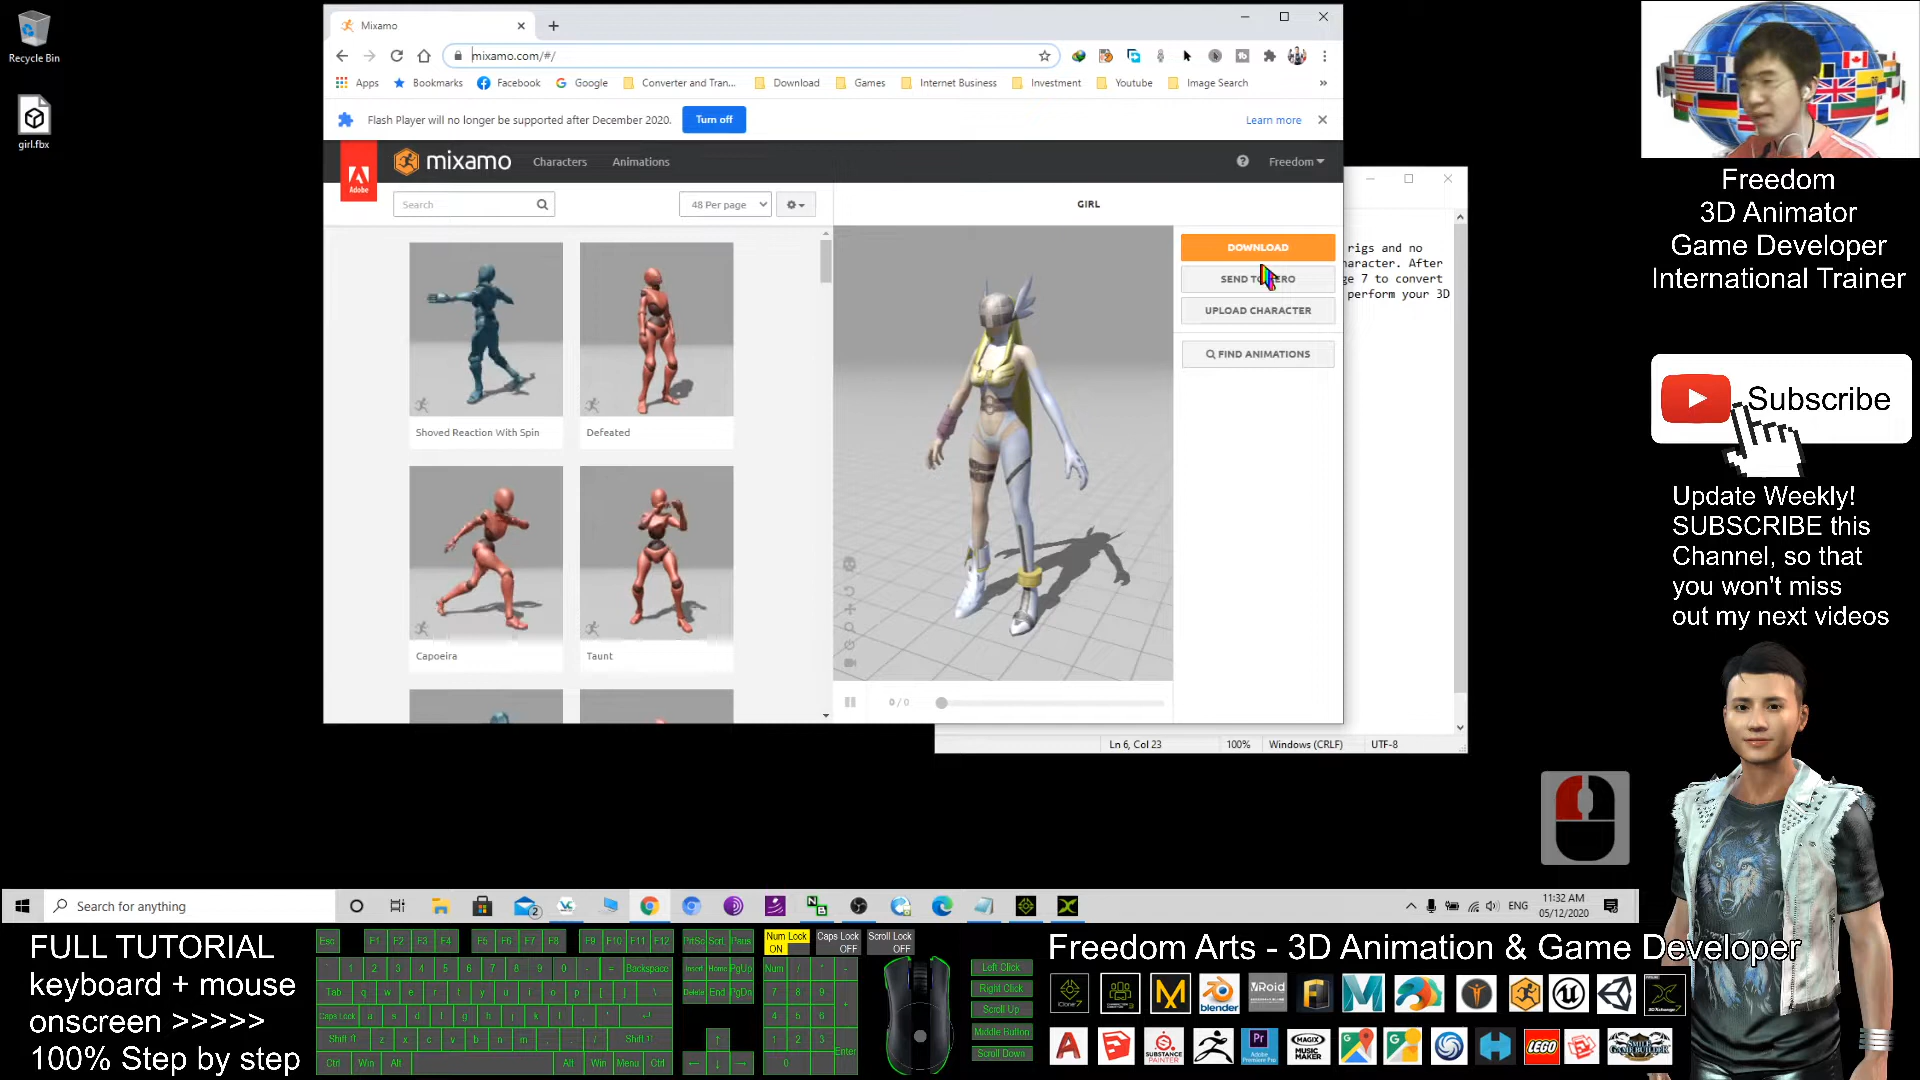 Recycle Bin
girl.fbx
Mixamo
mixamo.com/#/
Apps
Bookmarks
Facebook
Google
Converter and Tran...
Download
Games
Internet Business
Investment
Youtube
Image Search
»
Flash Player will no longer be supported after December 2020.
Turn off
Learn more
Adobe
mixamo
Characters
Animations
Freedom
Search
48 Per page
GIRL
DOWNLOAD
UPLOAD CHARACTER
FIND ANIMATIONS
Shoved Reaction With Spin
Defeated
Capoeira
Taunt
0 / 0
rigs and no
haracter. After
ge 7 to convert
perform your 3D
Ln 6, Col 23
100%
Windows (CRLF)
UTF-8
Freedom
3D Animator
Game Developer
International Trainer
Subscribe
Update Weekly!
SUBSCRIBE this
Channel, so that
you won't miss
out my next videos
Search for anything
ENG
11:32 AM
05/12/2020
FULL TUTORIAL
keyboard + mouse
onscreen >>>>>
100% Step by step
Num Lock
ON
Caps Lock
OFF
Scroll Lock
OFF
Left Click
Right Click
Scroll Up
Middle Button
Scroll Down
Freedom Arts - 3D Animation & Game Developer
blender
VRoid
LEGO